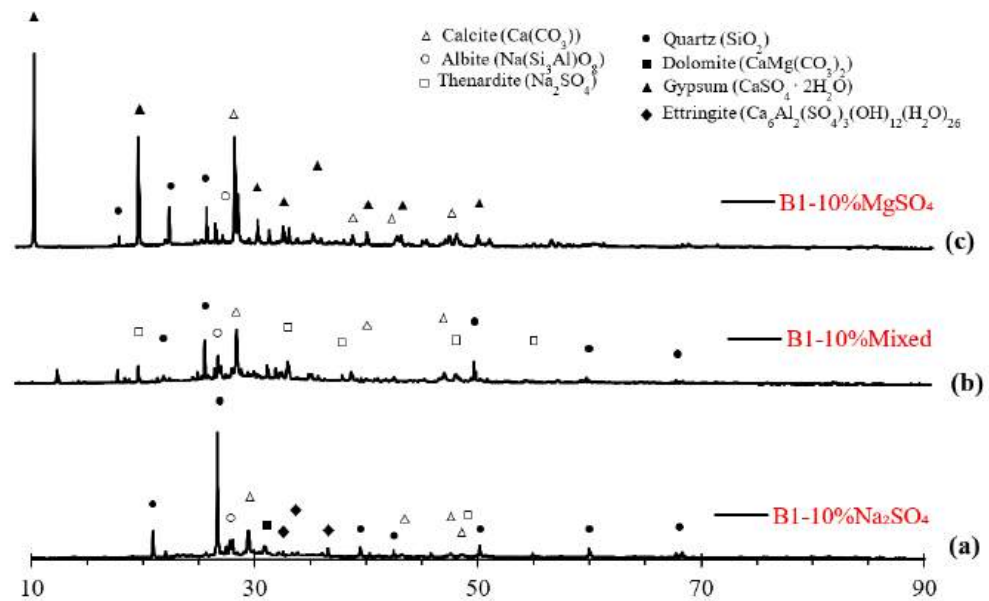 △ Calcite (Ca(CO₃))
○ Albite (Na(Si₃Al)O₈
□ Thenardite (Na₂SO₄)
● Quartz (SiO₂)
■ Dolomite (CaMg(CO₃)₂)
▲ Gypsum (CaSO₄ · 2H₂O)
◆ Ettringite (Ca₆Al₂(SO₄)₃(OH)₁₂(H₂O)₂₆
B1-10%MgSO₄
(c)
B1-10%Mixed
(b)
B1-10%Na₂SO₄
(a)
10 30 50 70 90